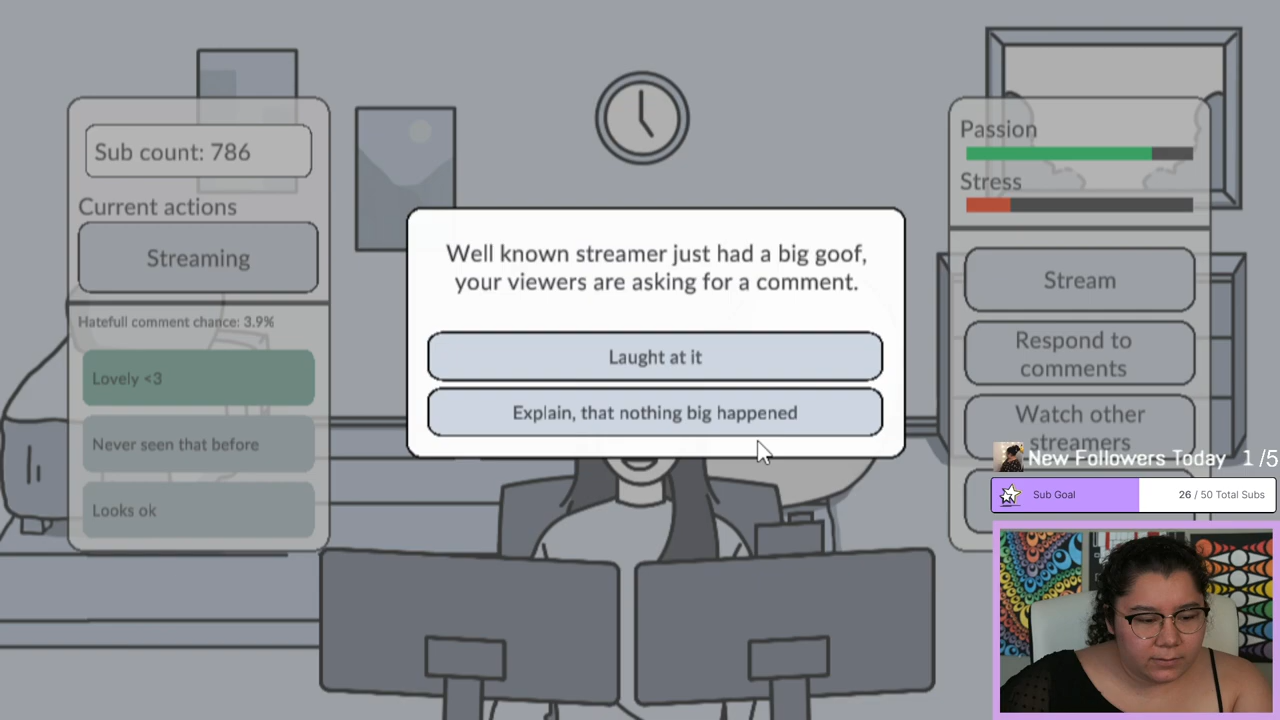 Sub count: 786
Current actions
Streaming
Hatefull comment chance: 3.9%
Lovely <3
Never seen that before
Looks ok
Well known streamer just had a big goof,
your viewers are asking for a comment.
Laught at it
Explain, that nothing big happened
Passion
Stress
Stream
Respond to
comments
Watch other
streamers
New Followers Today 1 /5
Sub Goal
26 / 50 Total Subs